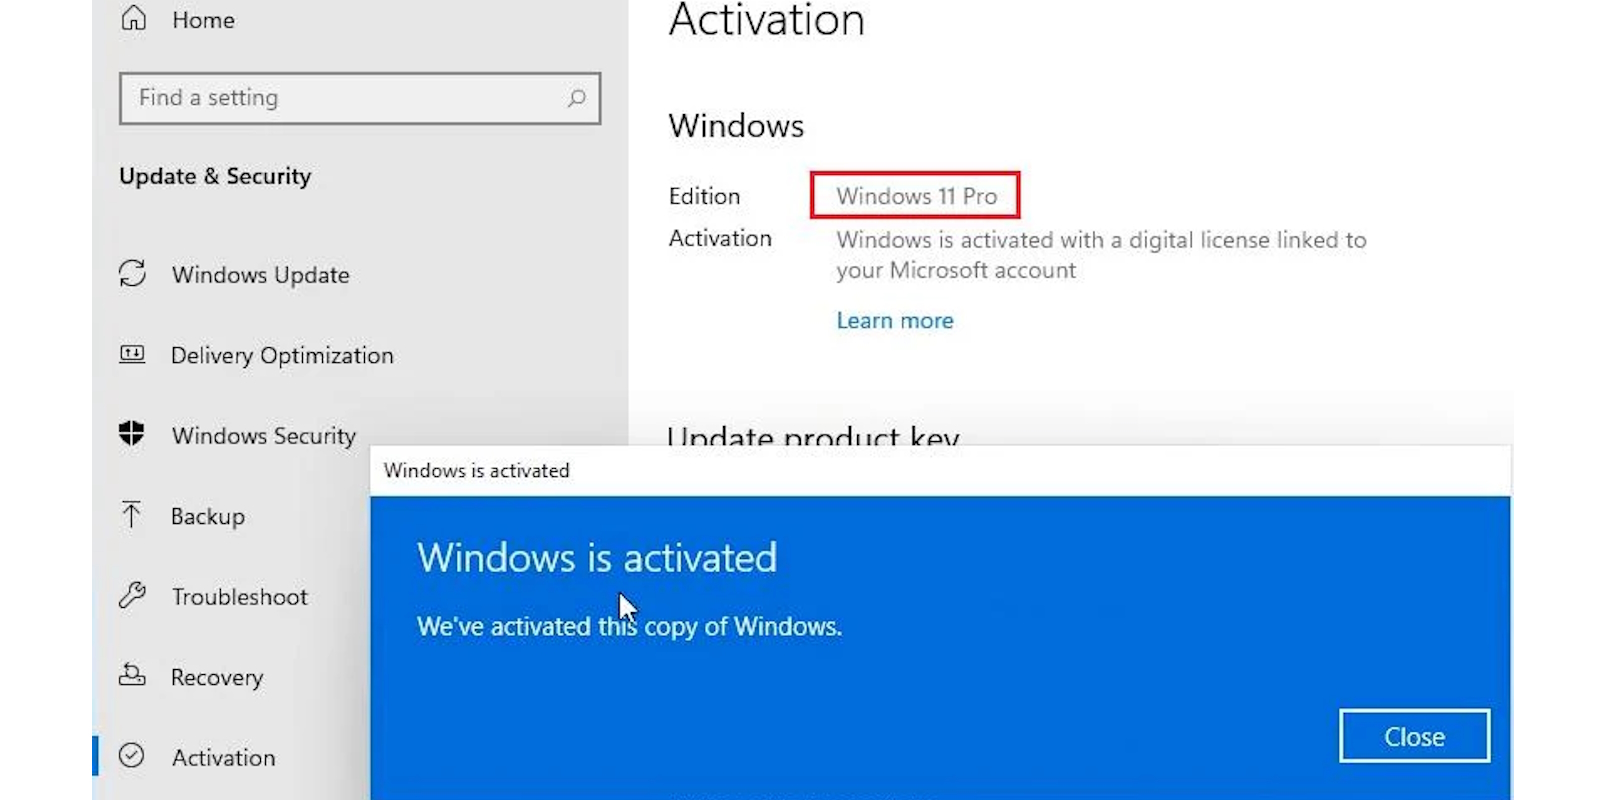 Home
Find a setting
Update & Security
Windows Update
Delivery Optimization
Windows Security
Backup
Troubleshoot
Recovery
Activation
Activation
Windows
Edition Windows 11 Pro
Activation Windows is activated with a digital license linked to
your Microsoft account
Learn more
Update product key
Windows is activated
Windows is activated
We've activated this copy of Windows.
Close